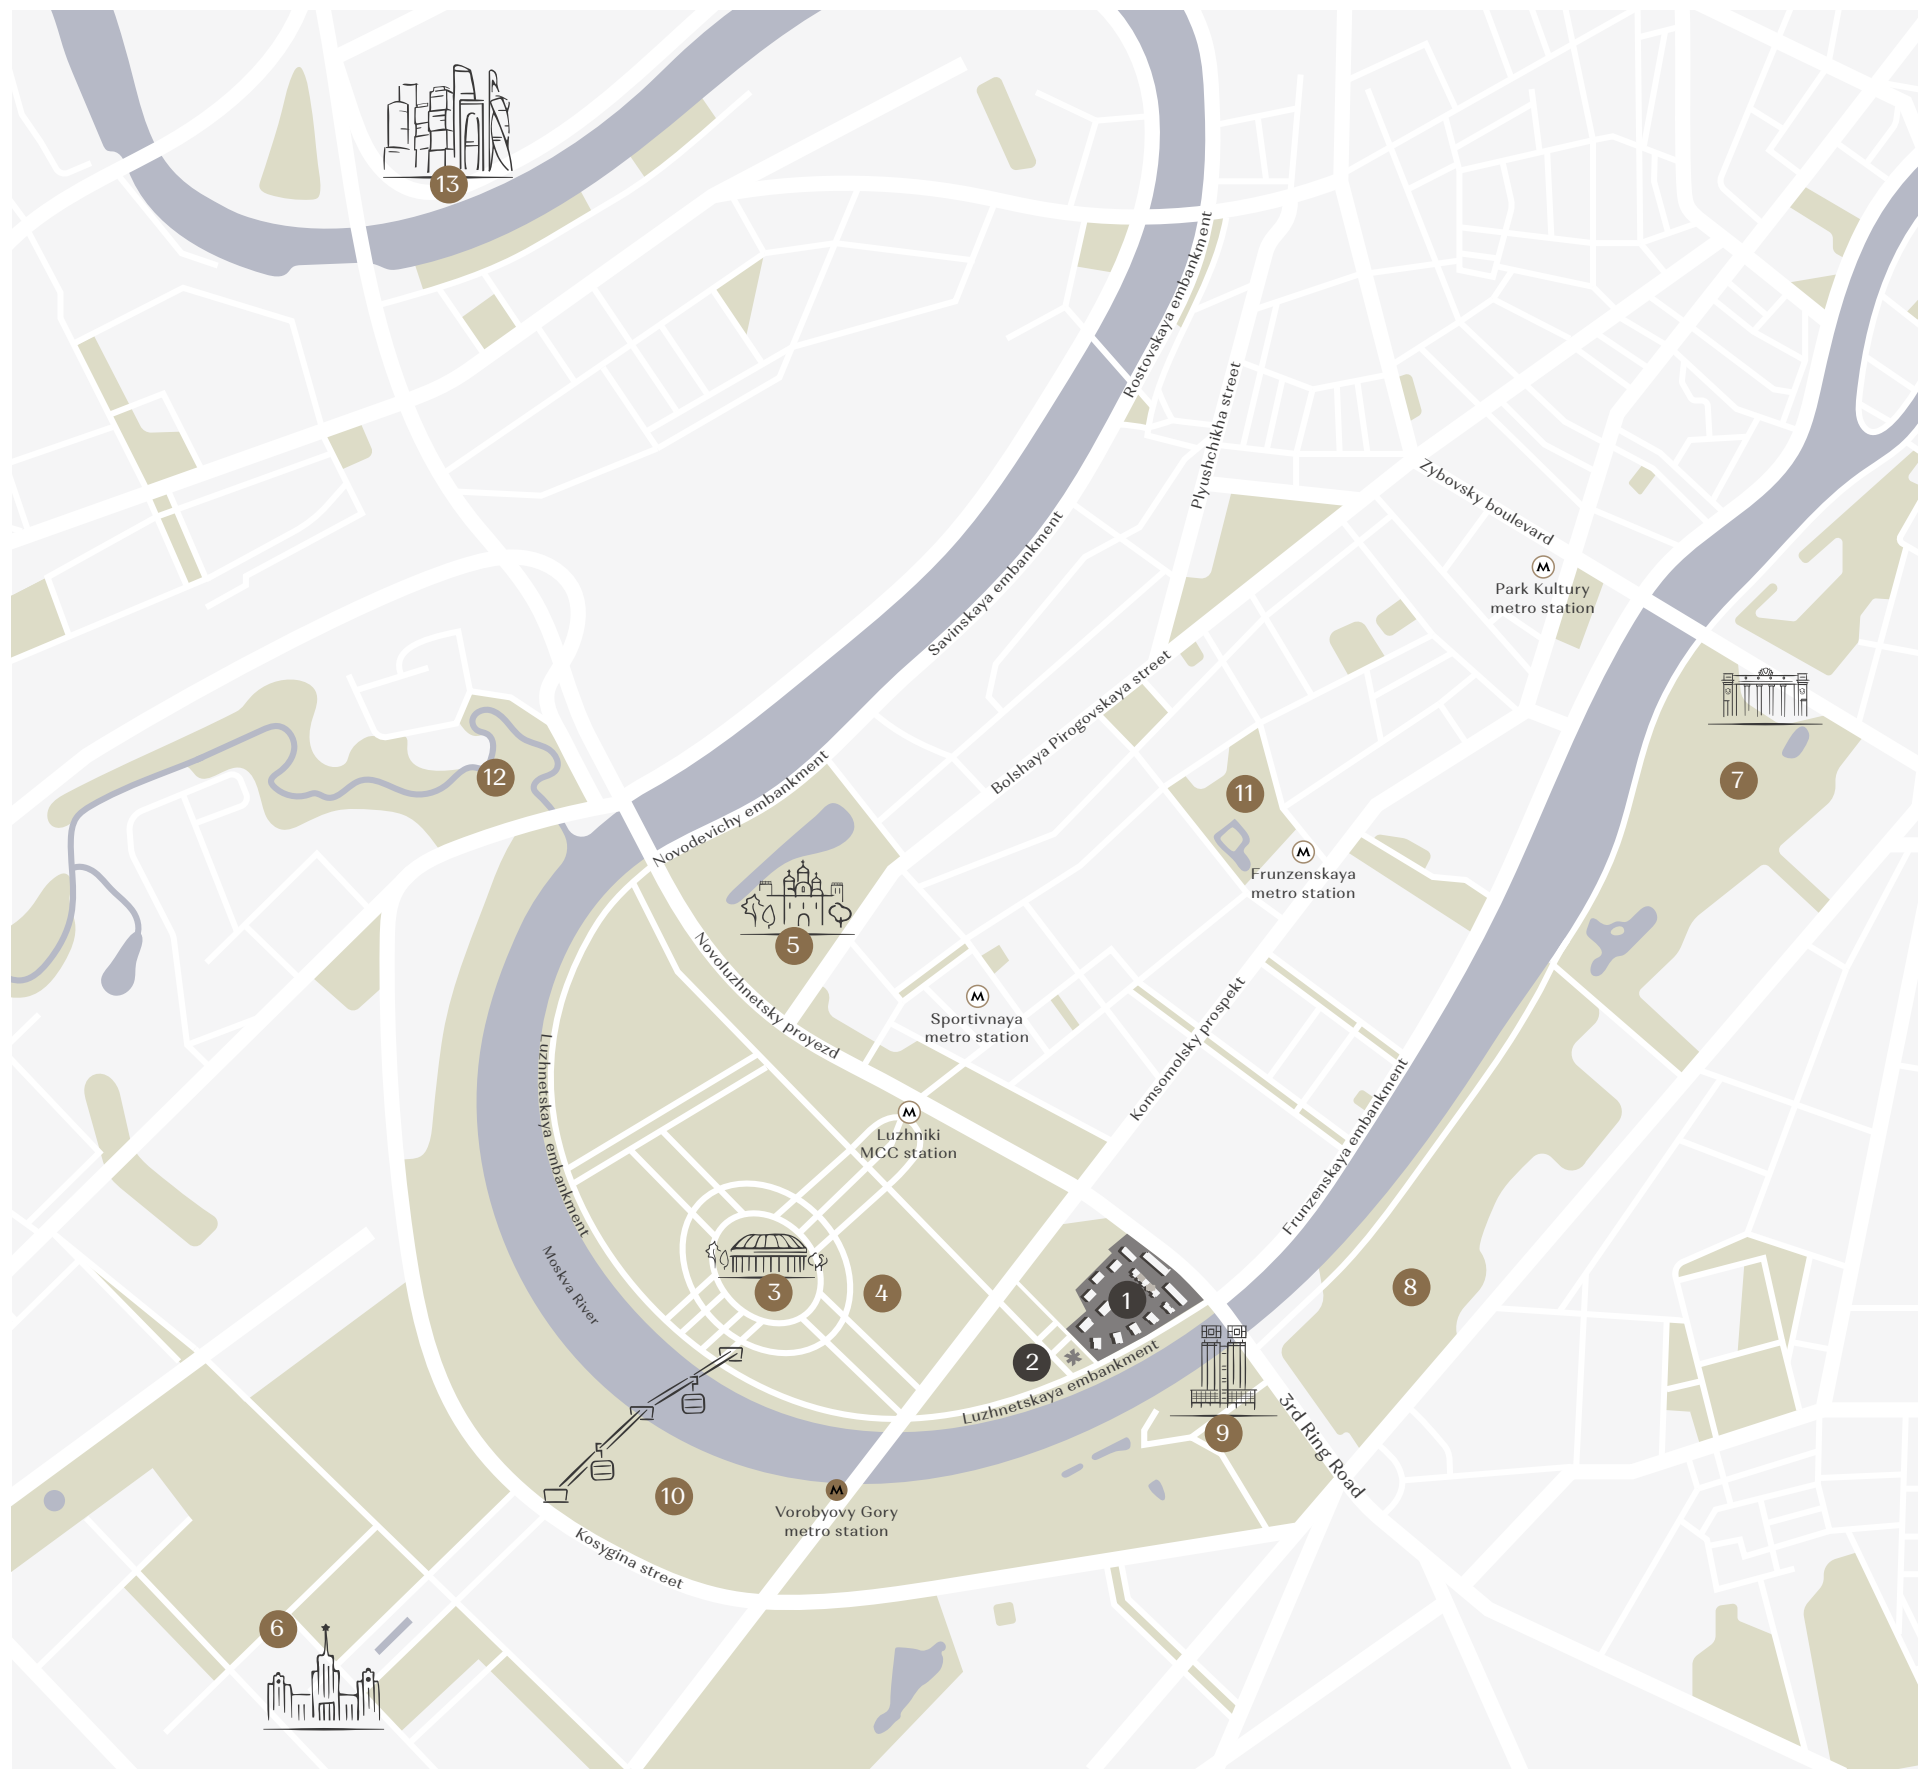 13
Rostovskaya embankment
Plyushchikha street
Zybovsky boulevard
M
Park Kultury
metro station
Savinskaya embankment
Bolshaya Pirogovskaya street
7
12
11
Novodevichy embankment
M
Frunzenskaya
metro station
5
Novoluzhnetsky proyezd
M
Sportivnaya
metro station
Komsomolsky prospekt
Luzhnetskaya embankment
M
Luzhniki
MCC station
Frunzenskaya embankment
Moskva River
3
4
1
8
2
Luzhnetskaya embankment
9
3rd Ring Road
10
M
Vorobyovy Gory
metro station
Kosygina street
6